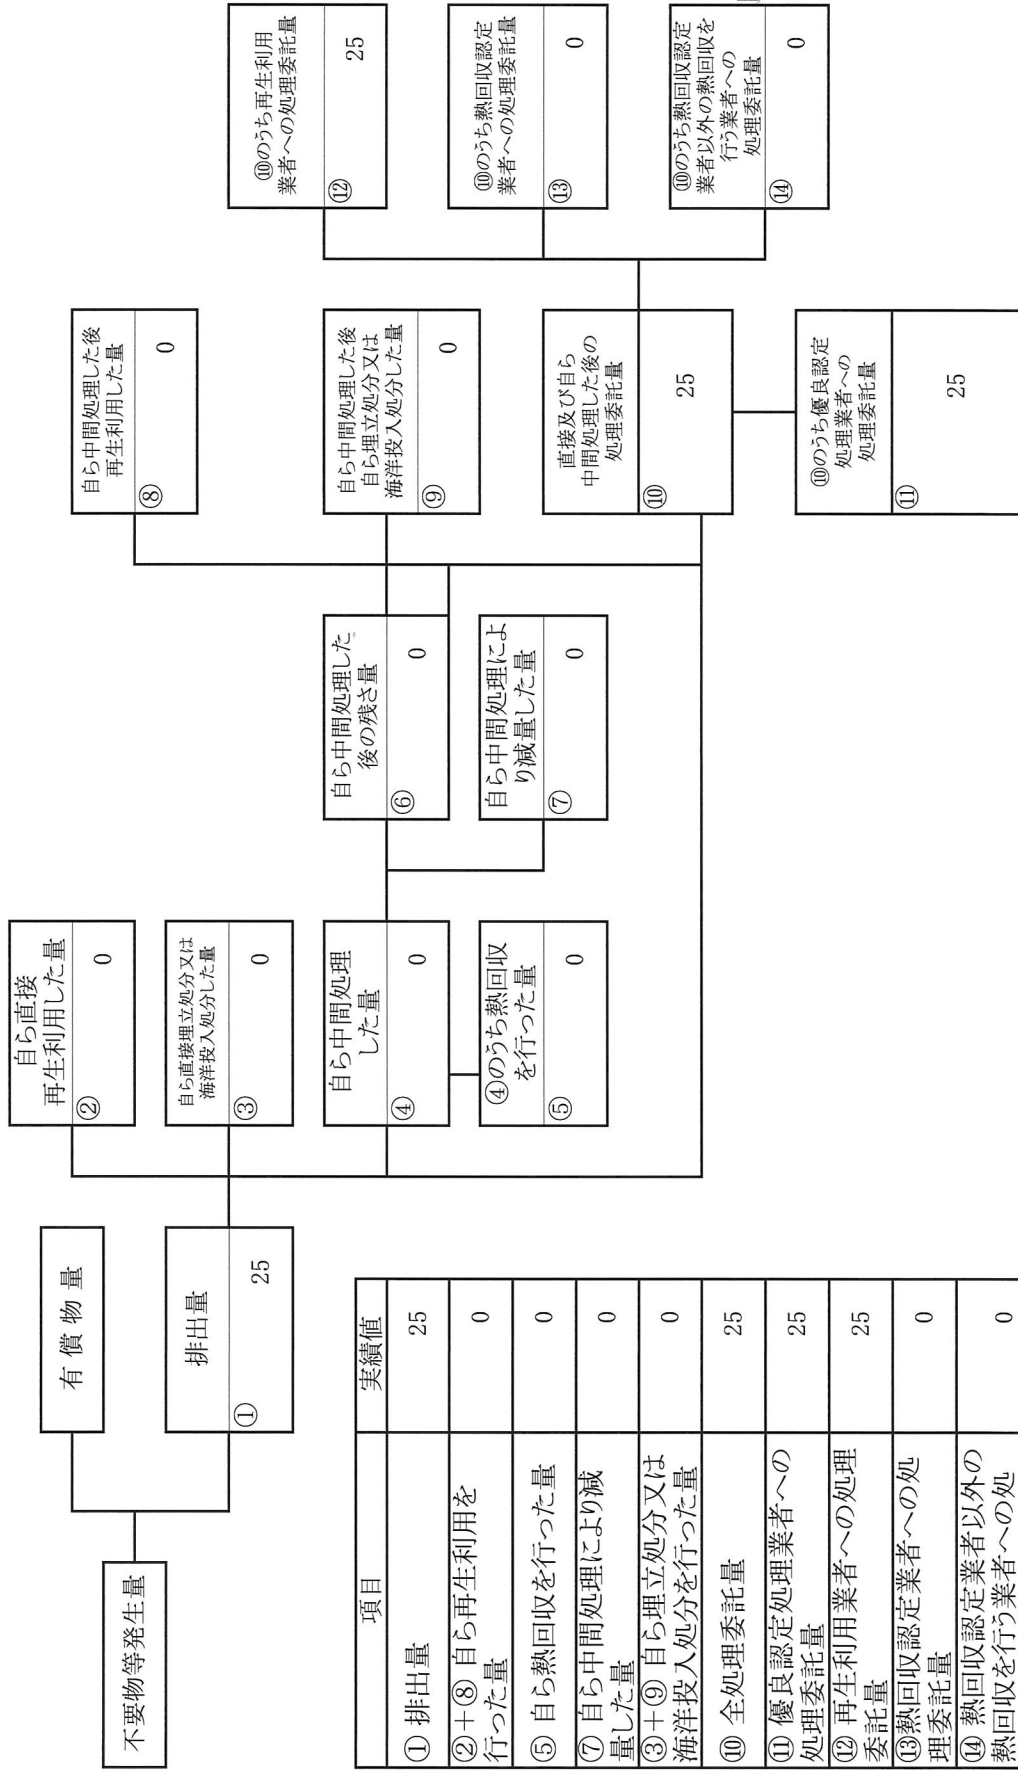 不要物等発生量
有償物量
排出量
①
25
自ら直接
再生利用した量
②
0
自ら直接埋立処分又は
海洋投入処分した量
③
0
自ら中間処理
した量
④
0
④のうち熱回収
を行った量
⑤
0
自ら中間処理した
後の残さ量
⑥
0
自ら中間処理によ
り減量した量
⑦
0
自ら中間処理した後
再生利用した量
⑧
0
自ら中間処理した後
自ら埋立処分又は
海洋投入処分した量
⑨
0
直接及び自ら
中間処理した後の
処理委託量
⑩
25
⑩のうち優良認定
処理業者への
処理委託量
⑪
25
⑩のうち再生利用
業者への処理委託量
⑫
25
⑩のうち熱回収認定
業者への処理委託量
⑬
0
⑩のうち熱回収認定
業者以外の熱回収を
行う業者への
処理委託量
⑭
0
項目 実績値
① 排出量 25
②+⑧ 自ら再生利用を
行った量 0
⑤ 自ら熱回収を行った量 0
⑦ 自ら中間処理により減
量した量 0
③+⑨ 自ら埋立処分又は
海洋投入処分を行った量 0
⑩ 全処理委託量 25
⑪ 優良認定処理業者への
処理委託量 25
⑫ 再生利用業者への処理
委託量 25
⑬熱回収認定業者への処
理委託量 0
⑭ 熱回収認定業者以外の
熱回収を行う業者への処 0